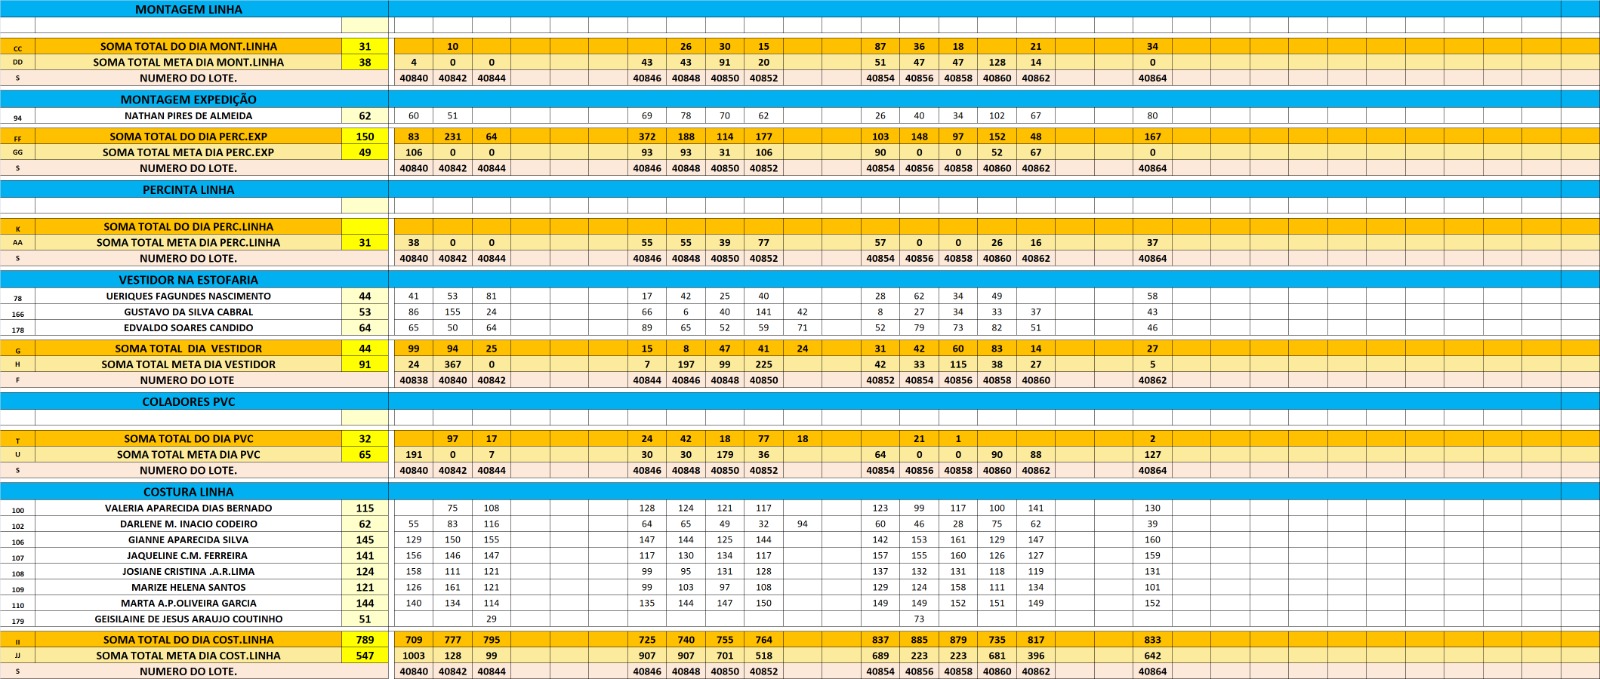 MONTAGEM LINHA
CC SOMA TOTAL DO DIA MONT.LINHA 31 10 26 30 15 87 36 18 21 34
DD SOMA TOTAL META DIA MONT.LINHA 38 4 0 0 43 43 91 20 51 47 47 128 14 0
S NUMERO DO LOTE. 40840 40842 40844 40846 40848 40850 40852 40854 40856 40858 40860 40862 40864
MONTAGEM EXPEDIÇÃO
94 NATHAN PIRES DE ALMEIDA 62 60 51 69 78 70 62 26 40 34 102 67 80
FF SOMA TOTAL DO DIA PERC.EXP 150 83 231 64 372 188 114 177 103 148 97 152 48 167
GG SOMA TOTAL META DIA PERC.EXP 49 106 0 0 93 93 31 106 90 0 0 52 67 0
S NUMERO DO LOTE. 40840 40842 40844 40846 40848 40850 40852 40854 40856 40858 40860 40862 40864
PERCINTA LINHA
K SOMA TOTAL DO DIA PERC.LINHA
AA SOMA TOTAL META DIA PERC.LINHA 31 38 0 0 55 55 39 77 57 0 0 26 16 37
S NUMERO DO LOTE. 40840 40842 40844 40846 40848 40850 40852 40854 40856 40858 40860 40862 40864
VESTIDOR NA ESTOFARIA
78 UERIQUES FAGUNDES NASCIMENTO 44 41 53 81 17 42 25 40 28 62 34 49 58
166 GUSTAVO DA SILVA CABRAL 53 86 155 24 66 6 40 141 42 8 27 34 33 37 43
178 EDVALDO SOARES CANDIDO 64 65 50 64 89 65 52 59 71 52 79 73 82 51 46
G SOMA TOTAL DIA VESTIDOR 44 99 94 25 15 8 47 41 24 31 42 60 83 14 27
H SOMA TOTAL META DIA VESTIDOR 91 24 367 0 7 197 99 225 42 33 115 38 27 5
F NUMERO DO LOTE 40838 40840 40842 40844 40846 40848 40850 40852 40854 40856 40858 40860 40862
COLADORES PVC
T SOMA TOTAL DO DIA PVC 32 97 17 24 42 18 77 18 21 1 2
U SOMA TOTAL META DIA PVC 65 191 0 7 30 30 179 36 64 0 0 90 88 127
S NUMERO DO LOTE. 40840 40842 40844 40846 40848 40850 40852 40854 40856 40858 40860 40862 40864
COSTURA LINHA
100 VALERIA APARECIDA DIAS BERNADO 115 75 108 128 124 121 117 123 99 117 100 141 130
102 DARLENE M. INACIO CODEIRO 62 55 83 116 64 65 49 32 94 60 46 28 75 62 39
106 GIANNE APARECIDA SILVA 145 129 150 155 147 144 125 144 142 153 161 129 147 160
107 JAQUELINE C.M. FERREIRA 141 156 146 147 117 130 134 117 157 155 160 126 127 159
108 JOSIANE CRISTINA .A.R.LIMA 124 158 111 121 99 95 131 128 137 132 131 118 119 131
109 MARIZE HELENA SANTOS 121 126 161 121 99 103 97 108 129 124 158 111 134 101
110 MARTA A.P.OLIVEIRA GARCIA 144 140 134 114 135 144 147 150 149 149 152 151 149 152
179 GEISILAINE DE JESUS ARAUJO COUTINHO 51 29 73
II SOMA TOTAL DO DIA COST.LINHA 789 709 777 795 725 740 755 764 837 885 879 735 817 833
JJ SOMA TOTAL META DIA COST.LINHA 547 1003 128 99 907 907 701 518 689 223 223 681 396 642
S NUMERO DO LOTE. 40840 40842 40844 40846 40848 40850 40852 40854 40856 40858 40860 40862 40864